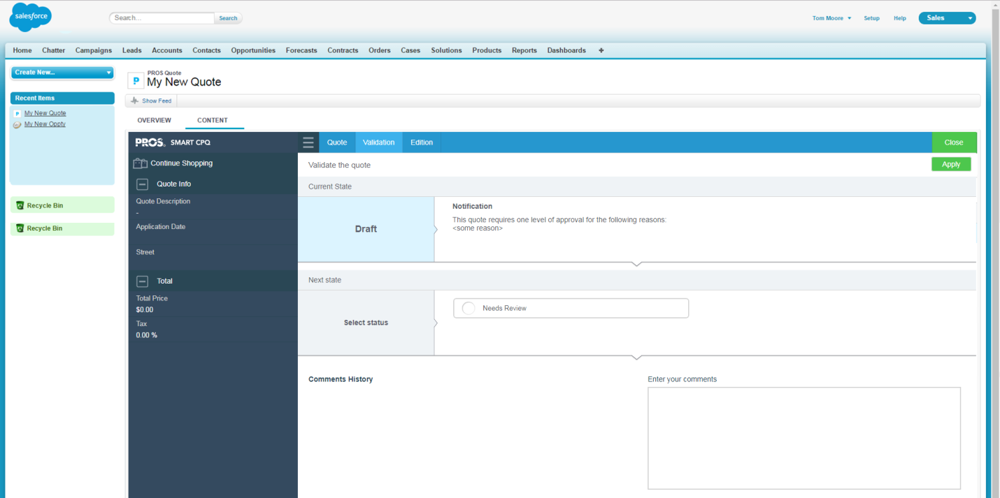 salesforce
Search...
Search
Tom Moore
Setup
Help
Sales
Home Chatter Campaigns Leads Accounts Contacts Opportunities Forecasts Contracts Orders Cases Solutions Products Reports Dashboards +
Create New...
Recent Items
P My New Quote
My New Oppty
Recycle Bin
Recycle Bin
P
PROS Quote
My New Quote
Show Feed
OVERVIEW CONTENT
PROS. SMART CPQ
Quote Validation Edition
Close
Continue Shopping
Quote Info
Quote Description
-
Application Date
Street
Total
Total Price
$0.00
Tax
0.00 %
Validate the quote
Apply
Current State
Draft
Notification
This quote requires one level of approval for the following reasons:
<some reason>
Next state
Select status
Needs Review
Comments History
Enter your comments